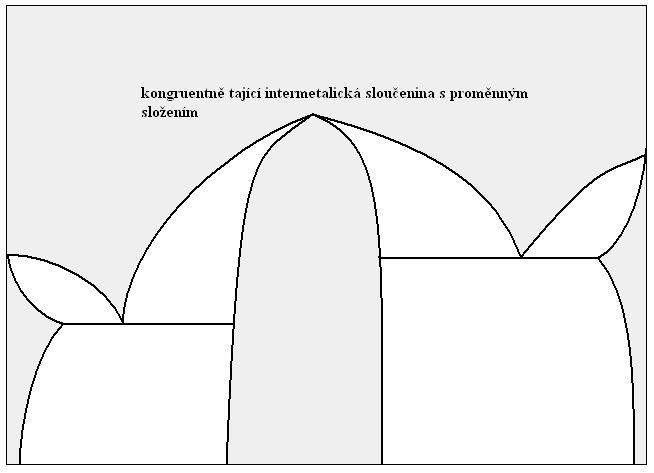 kongruentně tající intermetalická sloučenina s proměnným
složením